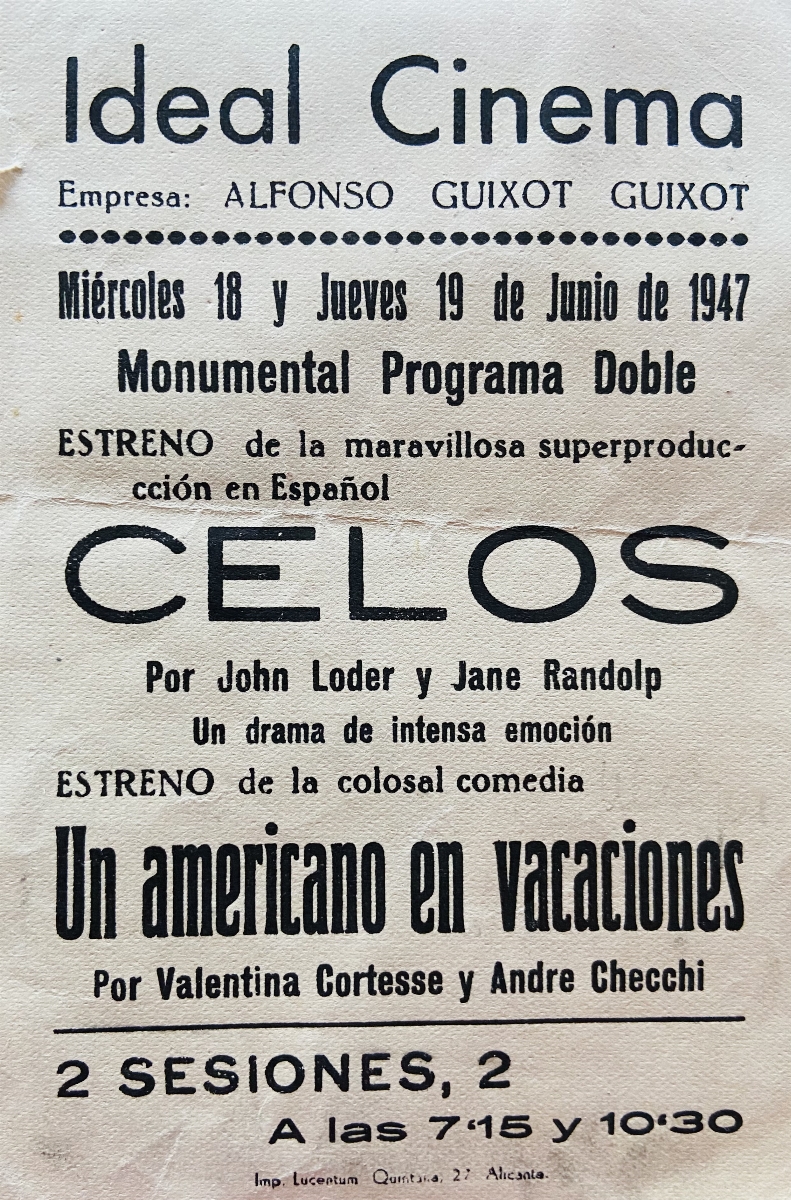 Ideal Cinema
Empresa: ALFONSO GUIXOT GUIXOT
Miércoles 18 y Jueves 19 de Junio de 1947
Monumental Programa Doble
ESTRENO de la maravillosa superproduc-
cción en Español
CELOS
Por John Loder y Jane Randolp
Un drama de intensa emoción
ESTRENO de la colosal comedia
Un americano en vacaciones
Por Valentina Cortesse y Andre Checchi
2 SESIONES, 2
A las 7‘15 y 10‘30
Imp. Lucentum Quintana, 27 Alicante.